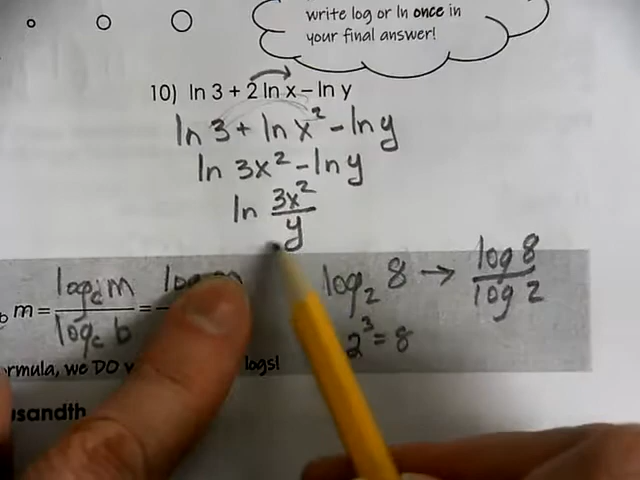 write log or ln once in
your final answer!
10) ln 3 + 2 ln x – ln y
ln 3 + ln x² - ln y
ln 3x² - ln y
ln 3x²/y
b m = log_c m / log_c b =
log₂ 8 → log 8 / log 2
2³ = 8
rmula, we DO logs!
usandth